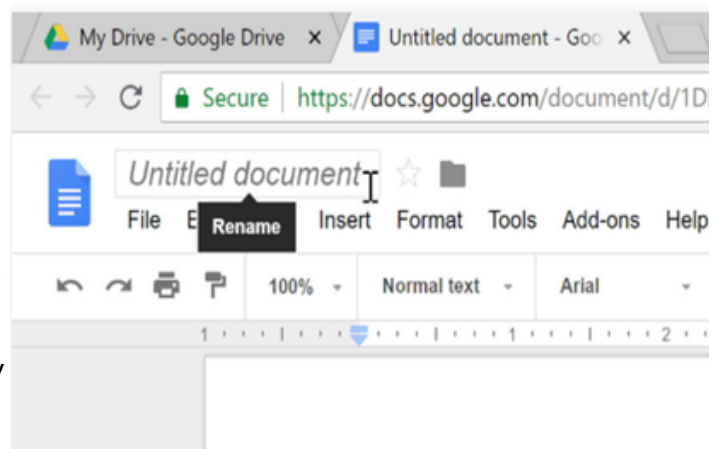 My Drive - Google Drive × Untitled document - Goo ×
Secure | https://docs.google.com/document/d/1D
Untitled document
File E Insert Format Tools Add-ons Help
Rename
100% Normal text Arial
1 1 2
y